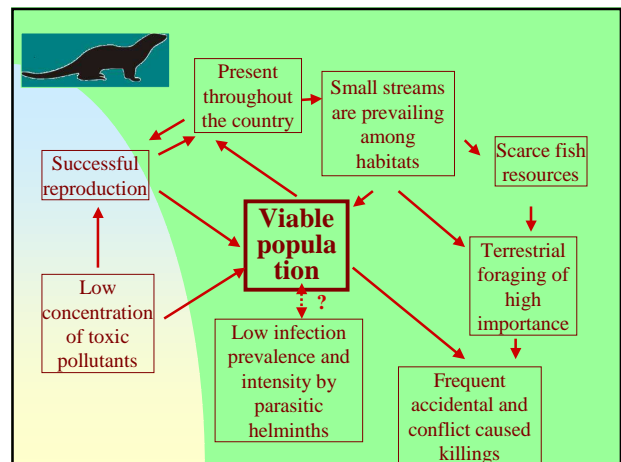 Present
throughout
the country
Small streams
are prevailing
among
habitats
Scarce fish
resources
Successful
reproduction
Viable
popula
tion
Terrestrial
foraging of
high
importance
Low
concentration
of toxic
pollutants
?
Low infection
prevalence and
intensity by
parasitic
helminths
Frequent
accidental and
conflict caused
killings